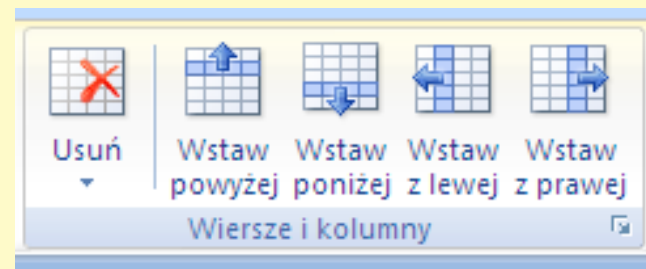 Usuń
Wstaw powyżej
Wstaw poniżej
Wstaw z lewej
Wstaw z prawej
Wiersze i kolumny